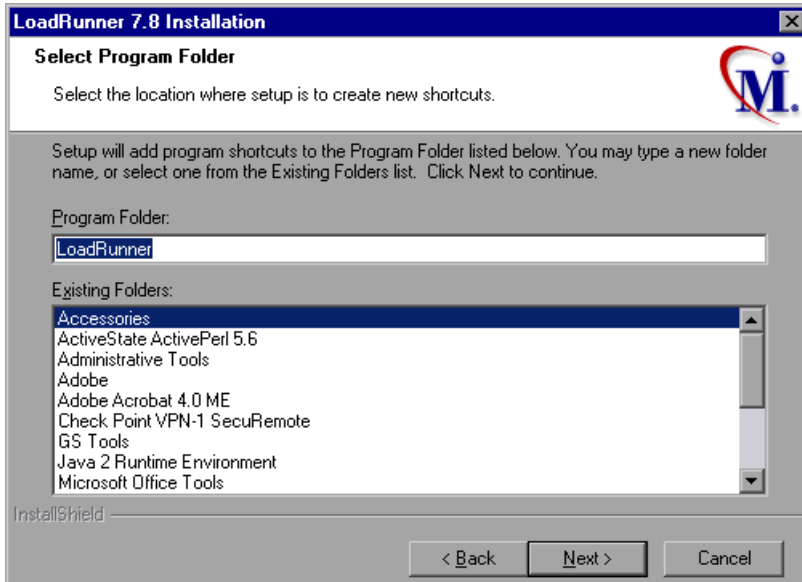 LoadRunner 7.8 Installation
Select Program Folder
Select the location where setup is to create new shortcuts.
M.
Setup will add program shortcuts to the Program Folder listed below. You may type a new folder
name, or select one from the Existing Folders list. Click Next to continue.
Program Folder:
LoadRunner
Existing Folders:
Accessories
ActiveState ActivePerl 5.6
Administrative Tools
Adobe
Adobe Acrobat 4.0 ME
Check Point VPN-1 SecuRemote
GS Tools
Java 2 Runtime Environment
Microsoft Office Tools
InstallShield
< Back
Next >
Cancel